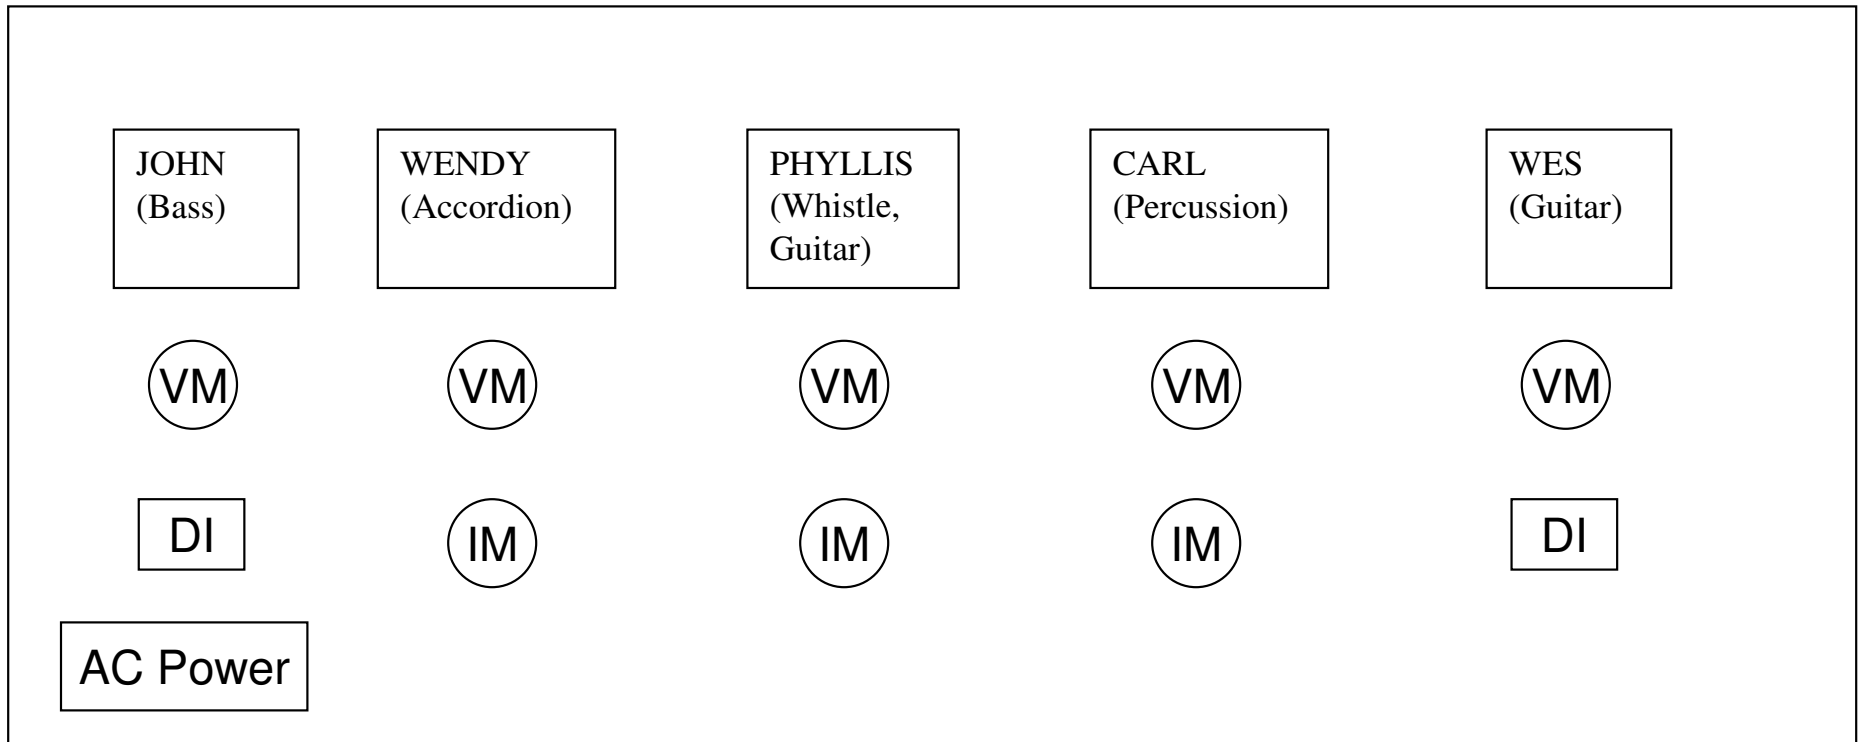 JOHN
(Bass)
WENDY
(Accordion)
PHYLLIS
(Whistle,
Guitar)
CARL
(Percussion)
WES
(Guitar)
VM
VM
VM
VM
VM
DI
IM
IM
IM
DI
AC Power